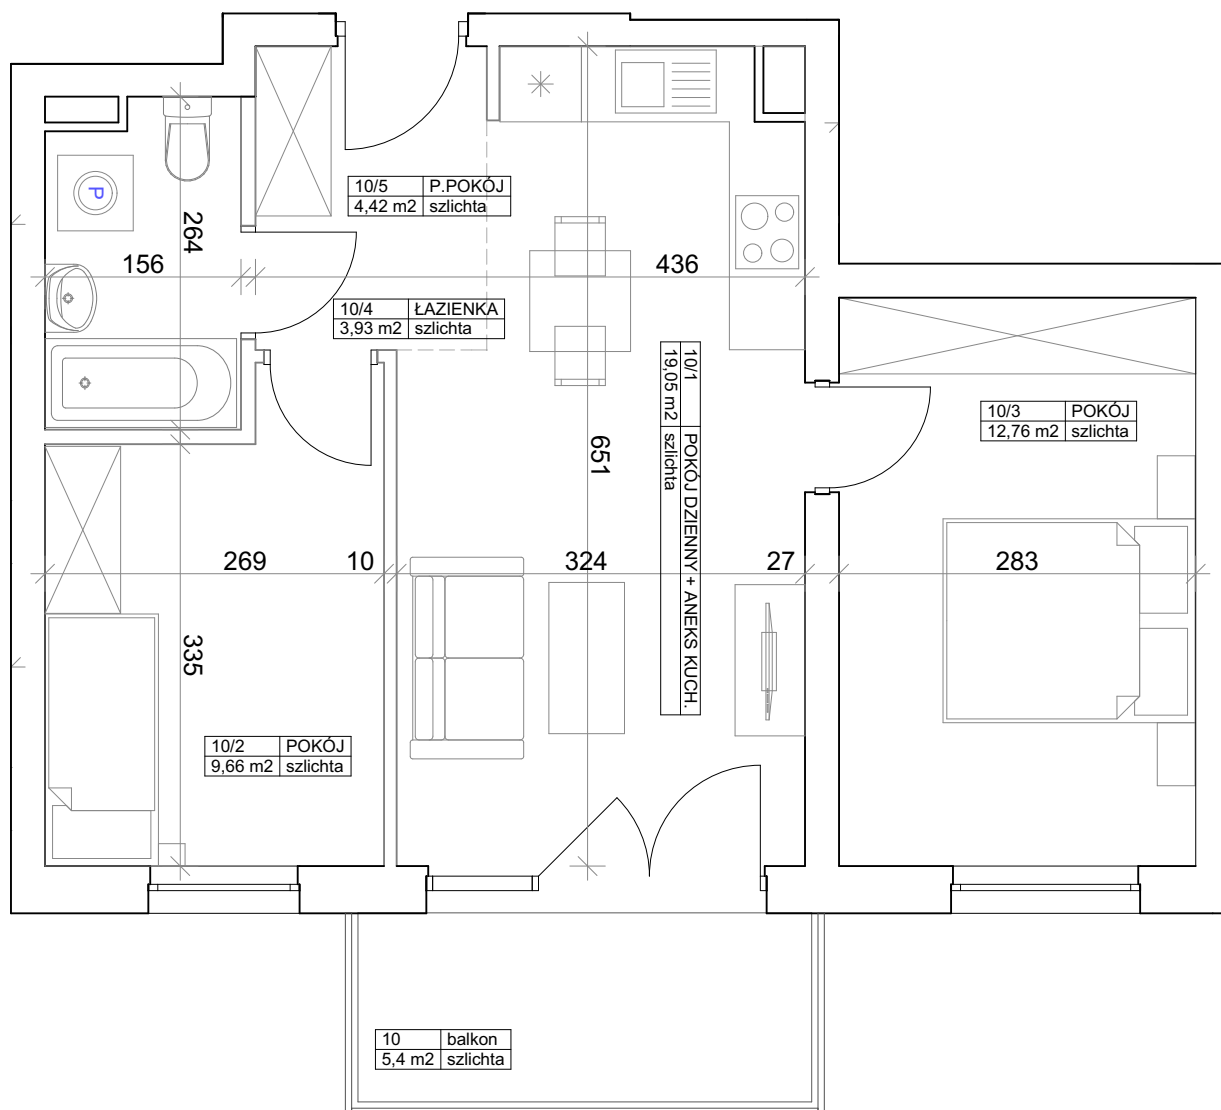 P
10/5 P.POKÓJ
4,42 m2 szlichta
264
156
436
10/4 ŁAZIENKA
3,93 m2 szlichta
10/1 POKÓJ DZIENNY + ANEKS KUCH.
19,05 m2 szlichta
10/3 POKÓJ
12,76 m2 szlichta
651
269
10
324
27
283
335
10/2 POKÓJ
9,66 m2 szlichta
10 balkon
5,4 m2 szlichta